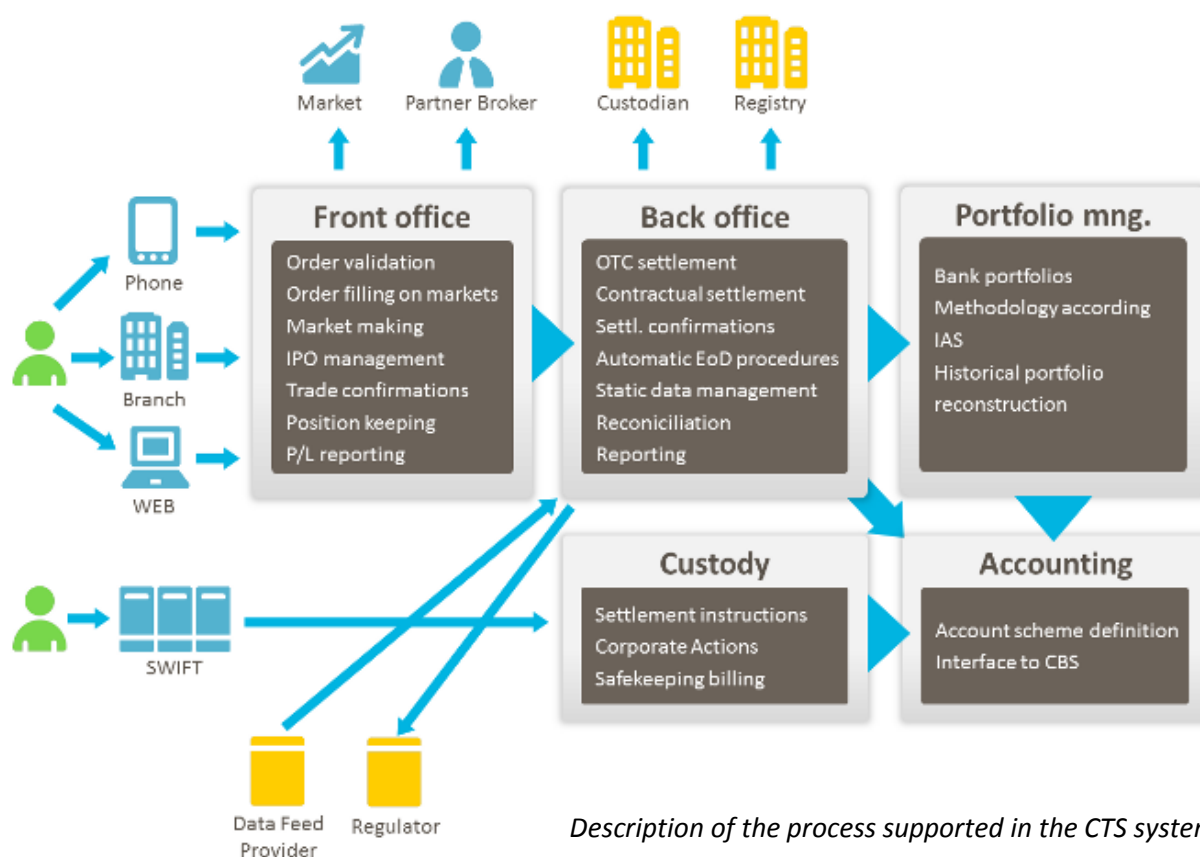 Market
Partner Broker
Custodian
Registry
Phone
Branch
WEB
SWIFT
Front office
Order validation
Order filling on markets
Market making
IPO management
Trade confirmations
Position keeping
P/L reporting
Back office
OTC settlement
Contractual settlement
Settl. confirmations
Automatic EoD procedures
Static data management
Reconiciliation
Reporting
Portfolio mng.
Bank portfolios
Methodology according
IAS
Historical portfolio
reconstruction
Custody
Settlement instructions
Corporate Actions
Safekeeping billing
Accounting
Account scheme definition
Interface to CBS
Data Feed
Provider
Regulator
Description of the process supported in the CTS system